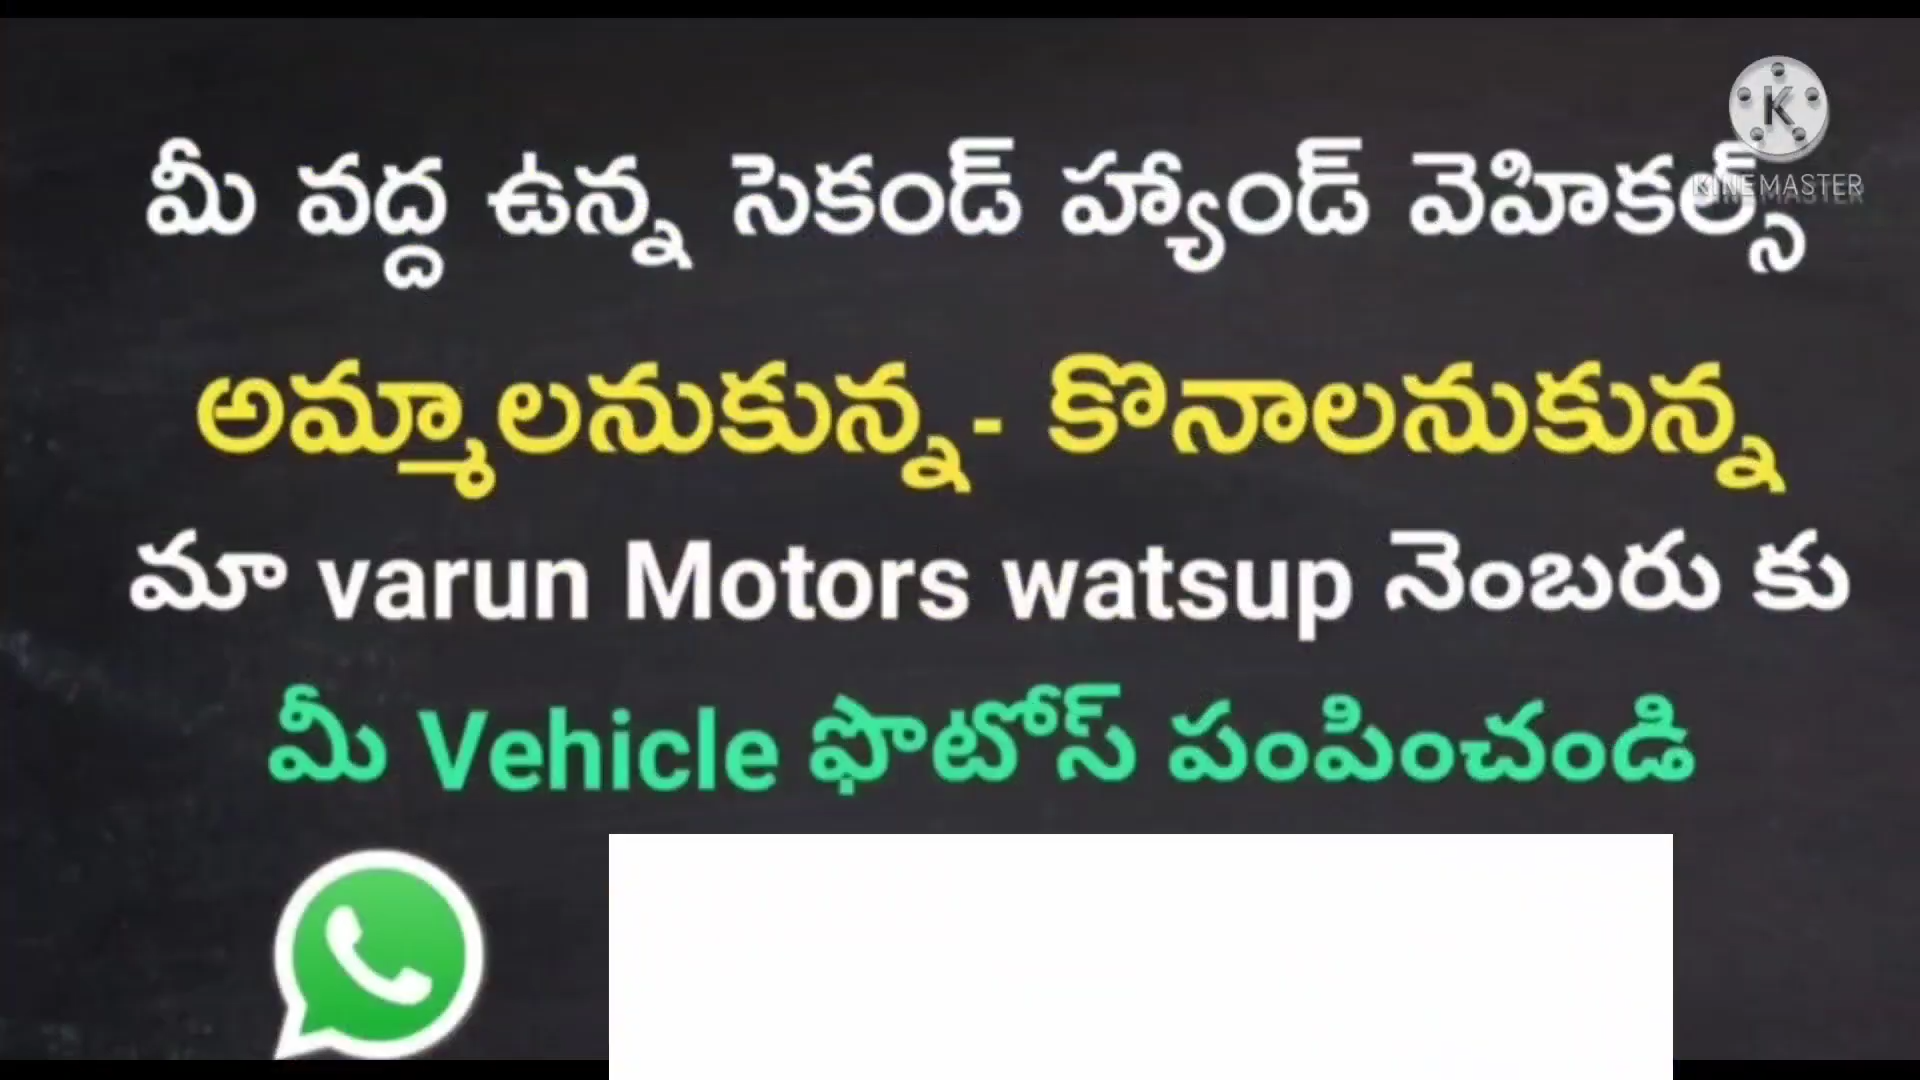 మీ వద్ద ఉన్న సెకండ్ హ్యాండ్ వెహికల్స్
KINEMASTER
అమ్మాలనుకున్న- కొనాలనుకున్న
మా varun Motors watsup నెంబరు కు
మీ Vehicle ఫొటోస్ పంపించండి